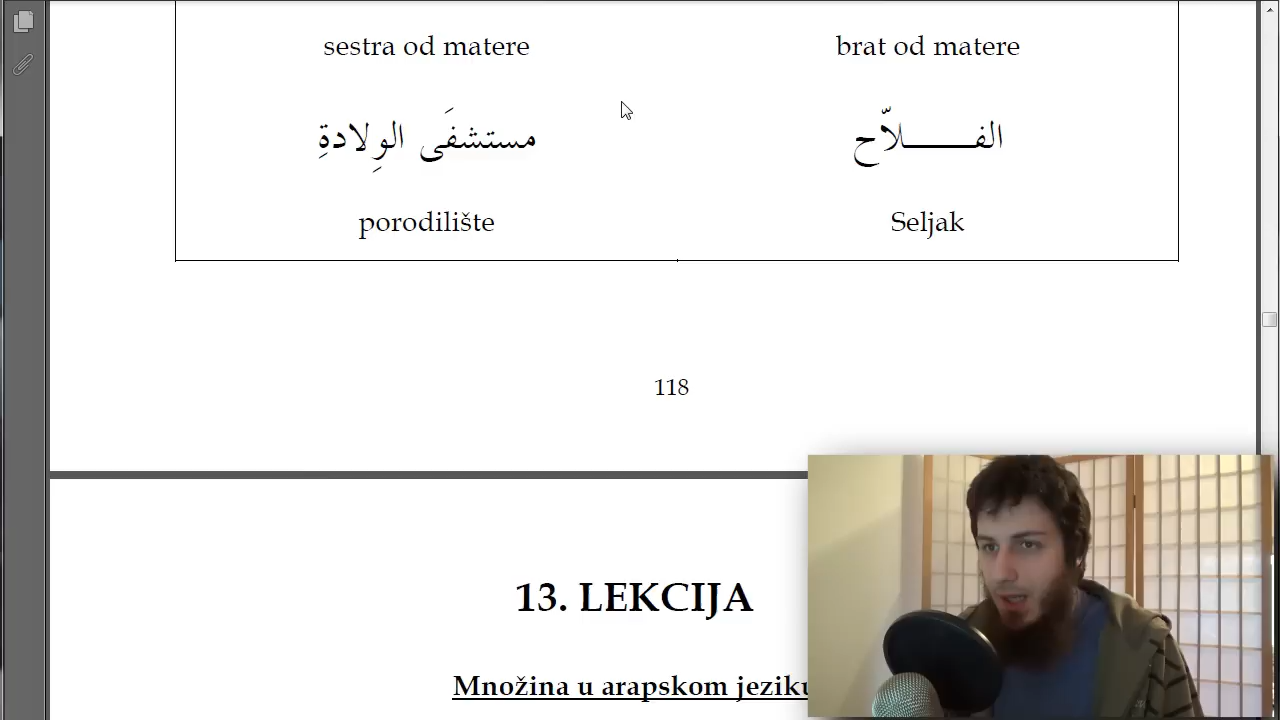 sestra od matere
brat od matere
مستشفَى الوِلادةِ
الفـــــلاّح
porodilište
Seljak
118
13. LEKCIJA
Množina u arapskom jeziku